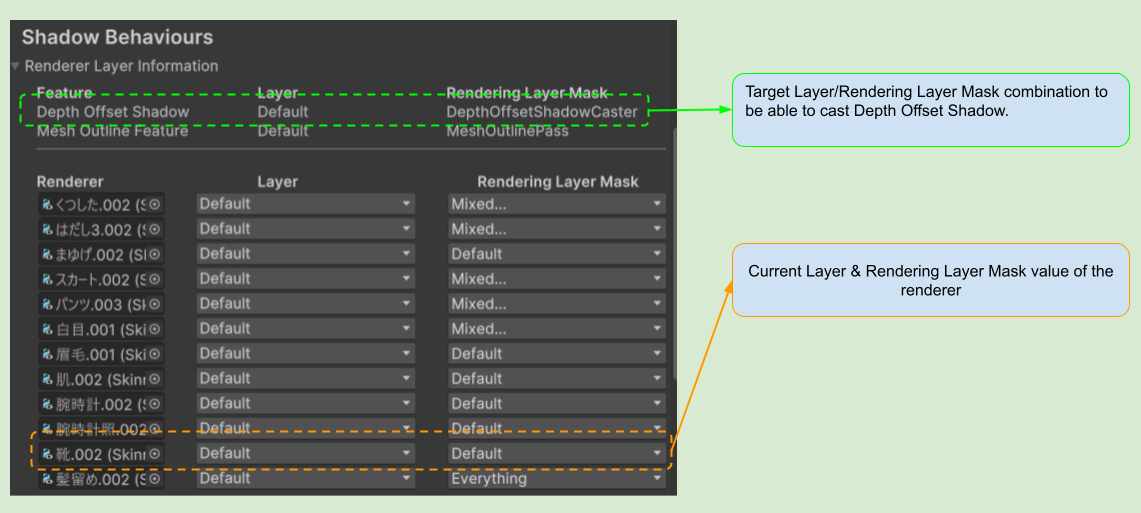 Shadow Behaviours
Renderer Layer Information
Feature Layer Rendering Layer Mask
Depth Offset Shadow Default DepthOffsetShadowCaster
Mesh Outline Feature Default MeshOutlinePass
Target Layer/Rendering Layer Mask combination to
be able to cast Depth Offset Shadow.
Renderer Layer Rendering Layer Mask
くつした.002 (S Default Mixed...
はだし3.002 (S Default Mixed...
まゆげ.002 (Sl Default Default
スカート.002 (S Default Mixed...
パンツ.003 (Sk Default Mixed...
白目.001 (Ski Default Mixed...
眉毛.001 (Ski Default Default
肌.002 (Skinr Default Default
腕時計.002 (S Default Default
腕時計照.002 Default Default
靴.002 (Skinr Default Default
髪留め.002 (S Default Everything
Current Layer & Rendering Layer Mask value of the
renderer